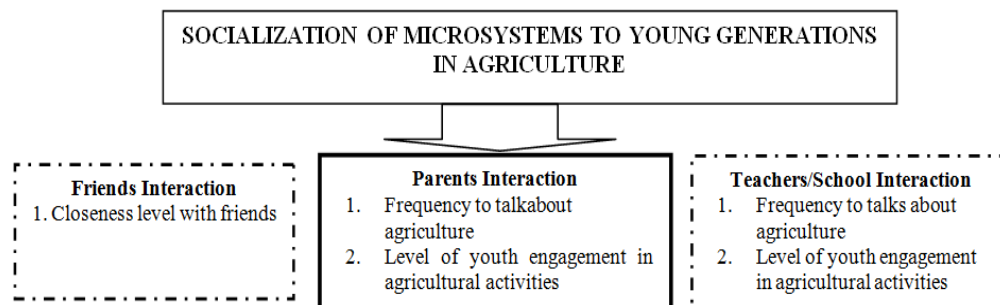 SOCIALIZATION OF MICROSYSTEMS TO YOUNG GENERATIONS
IN AGRICULTURE
Friends Interaction
1. Closeness level with friends
Parents Interaction
1. Frequency to talkabout
agriculture
2. Level of youth engagement in
agricultural activities
Teachers/School Interaction
1. Frequency to talks about
agriculture
2. Level of youth engagement
in agricultural activities